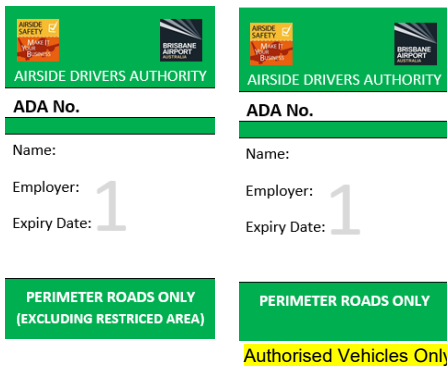 AIRSIDE
SAFETY
MAKE IT
YOUR
BUSINESS
BRISBANE
AIRPORT
AUSTRALIA
AIRSIDE DRIVERS AUTHORITY
ADA No.
Name:
Employer:
Expiry Date:
1
PERIMETER ROADS ONLY
(EXCLUDING RESTRICED AREA)
AIRSIDE
SAFETY
MAKE IT
YOUR
BUSINESS
BRISBANE
AIRPORT
AUSTRALIA
AIRSIDE DRIVERS AUTHORITY
ADA No.
Name:
Employer:
Expiry Date:
1
PERIMETER ROADS ONLY
Authorised Vehicles Only